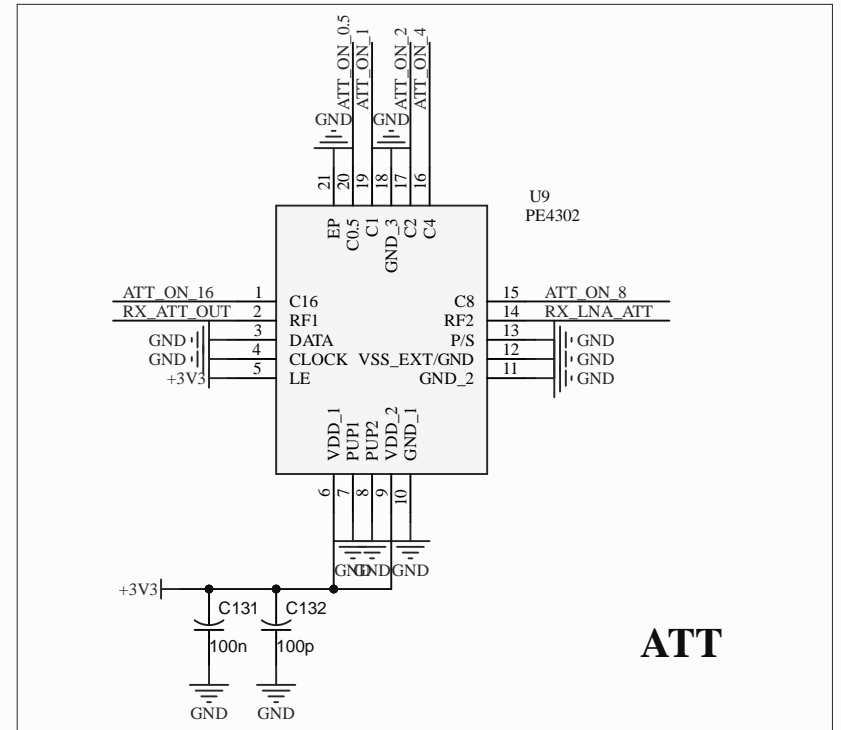 ATT_ON_0.5
ATT_ON_1
ATT_ON_2
ATT_ON_4
GND
GND
21
20
19
18
17
16
U9
PE4302
EP
C0.5
C1
GND_3
C2
C4
ATT_ON_16
1
C16
C8
15
ATT_ON_8
RX_ATT_OUT
2
RF1
RF2
14
RX_LNA_ATT
GND
3
DATA
P/S
13
GND
GND
4
CLOCK
VSS_EXT/GND
12
GND
+3V3
5
LE
GND_2
11
GND
VDD_1
PUP1
PUP2
VDD_2
GND_1
6
7
8
9
10
GND
GND
GND
+3V3
C131
C132
100n
100p
ATT
GND
GND